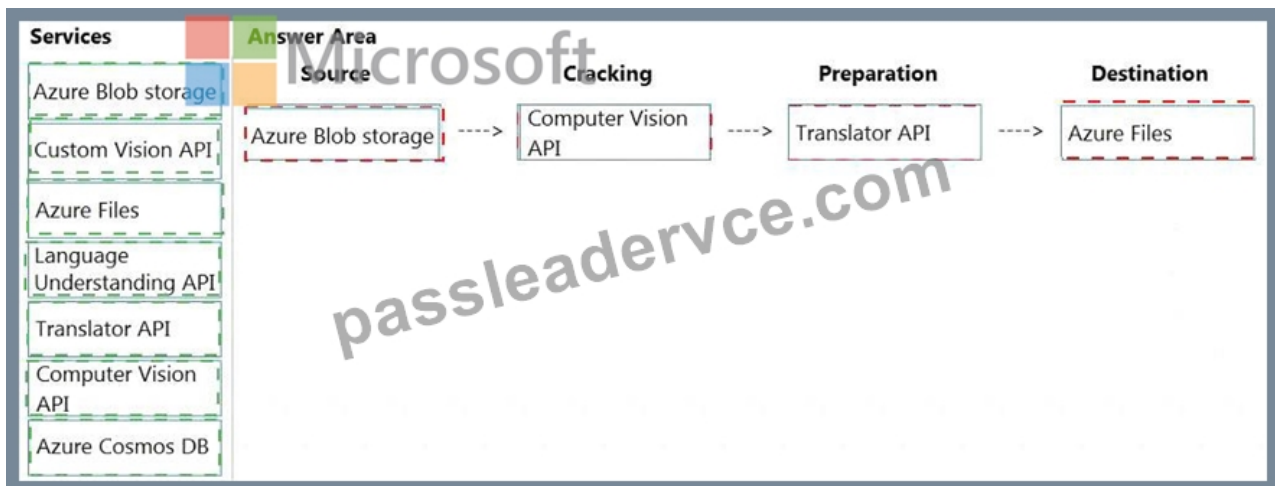 Services
Azure Blob storage
Custom Vision API
Azure Files
Language
Understanding API
Translator API
Computer Vision
API
Azure Cosmos DB
Answer Area
Microsoft
Source
Cracking
Preparation
Destination
Azure Blob storage
Computer Vision
API
Translator API
Azure Files
passleadervce.com